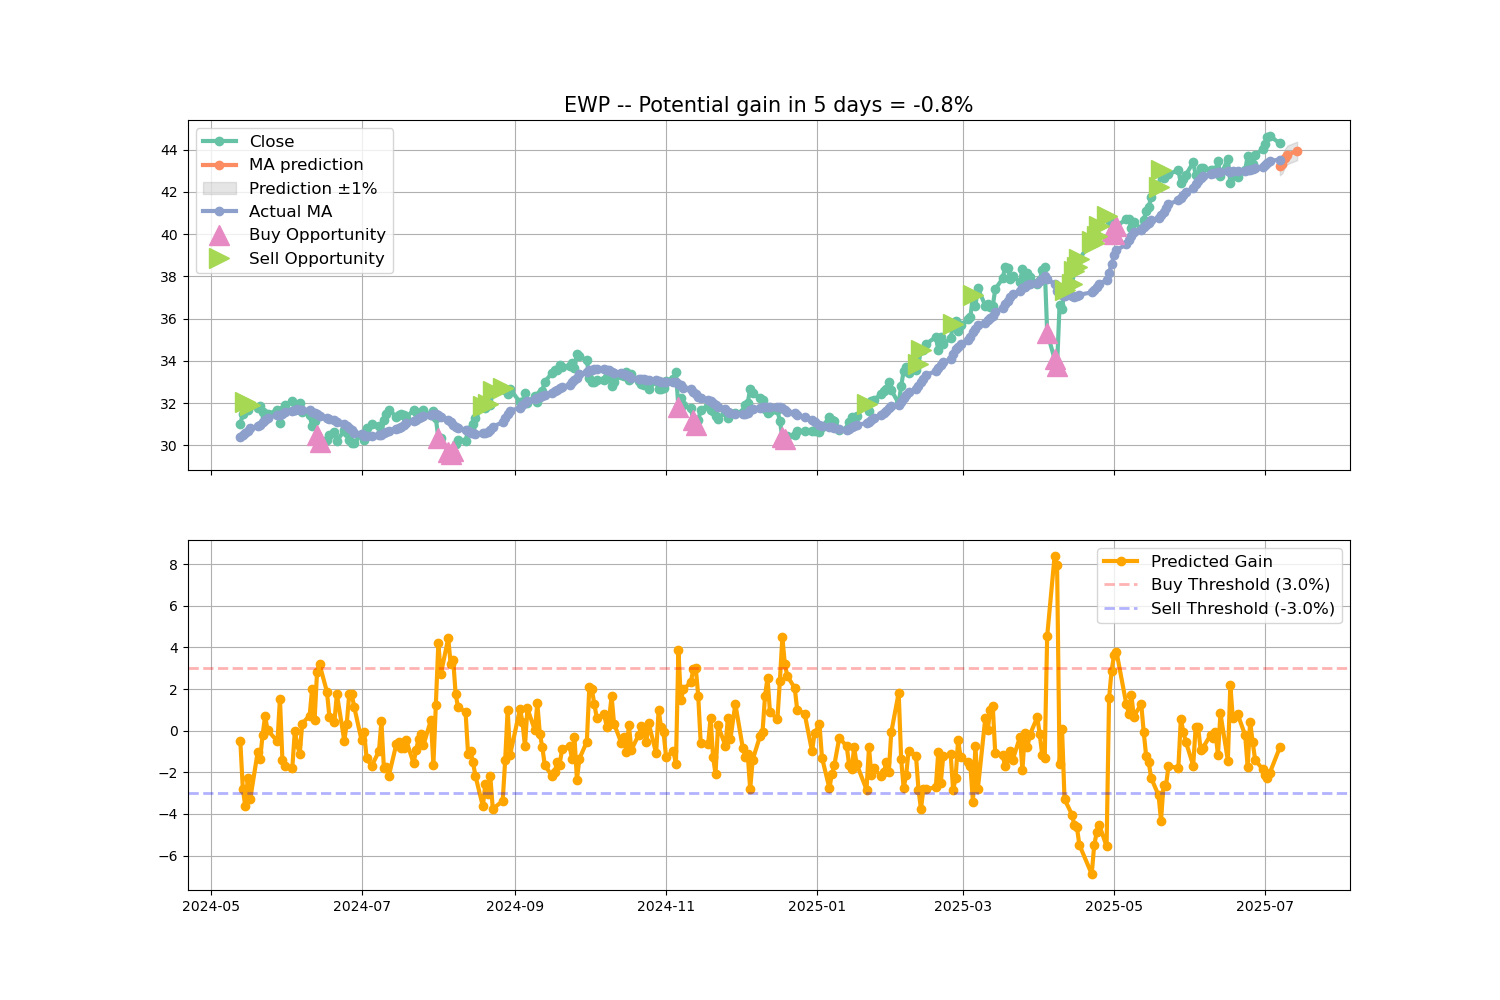 EWP -- Potential gain in 5 days = -0.8%
Close
MA prediction
Prediction ±1%
Actual MA
Buy Opportunity
Sell Opportunity
44
42
40
38
36
34
32
30
Predicted Gain
Buy Threshold (3.0%)
Sell Threshold (-3.0%)
8
6
4
2
0
−2
−4
−6
2024-05
2024-07
2024-09
2024-11
2025-01
2025-03
2025-05
2025-07